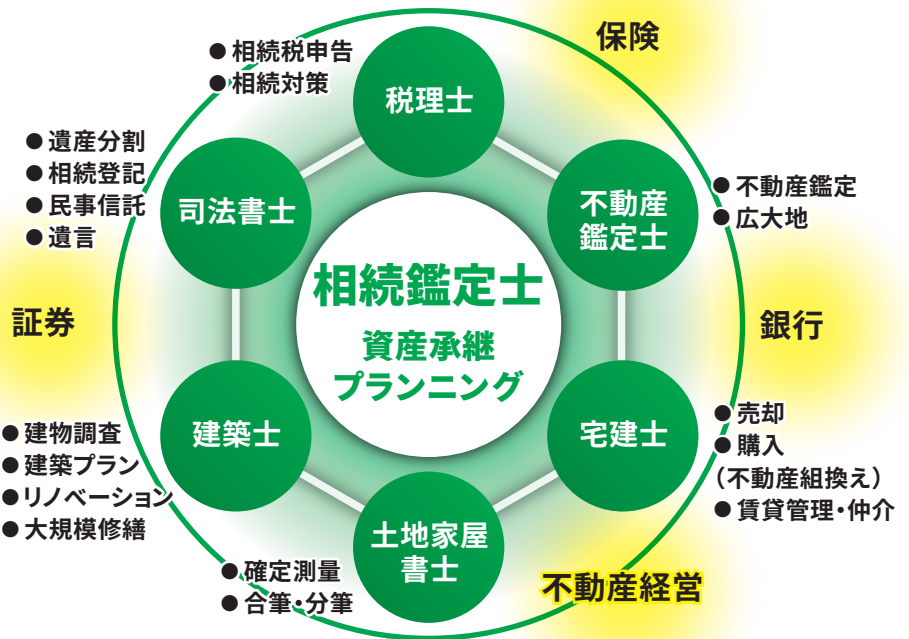 保険
● 相続税申告
● 相続対策
税理士
● 遺産分割
● 相続登記
● 民事信託
● 遺言
司法書士
不動産
鑑定士
● 不動産鑑定
● 広大地
相続鑑定士
資産承継
プランニング
証券
銀行
建築士
● 建物調査
● 建築プラン
● リノベーション
● 大規模修繕
宅建士
● 売却
● 購入
（不動産組換え）
● 賃貸管理・仲介
土地家屋
書士
● 確定測量
● 合筆・分筆
不動産経営